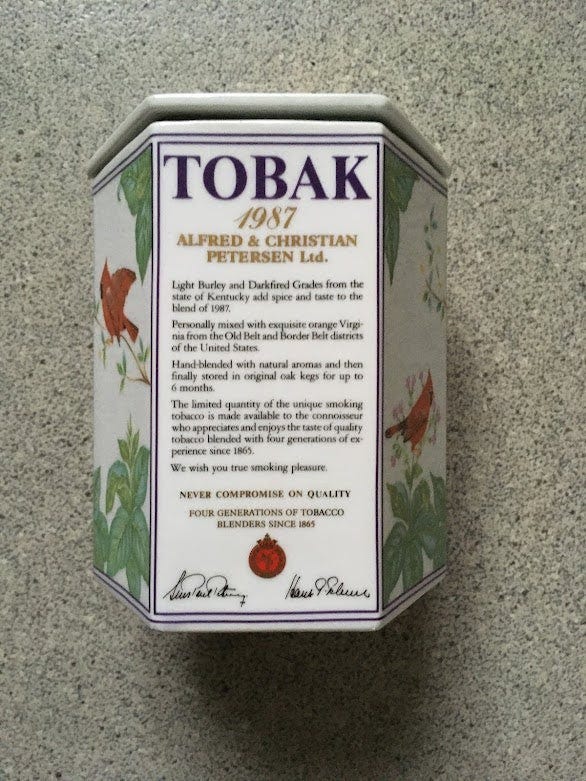 TOBAK
1987
ALFRED & CHRISTIAN
PETERSEN Ltd.
Light Burley and Darkfired Grades from the
state of Kentucky add spice and taste to the
blend of 1987.
Personally mixed with exquisite orange Virgi-
nia from the Old Belt and Border Belt districts
of the United States.
Hand-blended with natural aromas and then
finally stored in original oak kegs for up to
6 months.
The limited quantity of the unique smoking
tobacco is made available to the connoisseur
who appreciates and enjoys the taste of quality
tobacco blended with four generations of ex-
perience since 1865.
We wish you true smoking pleasure.
NEVER COMPROMISE ON QUALITY
FOUR GENERATIONS OF TOBACCO
BLENDERS SINCE 1865